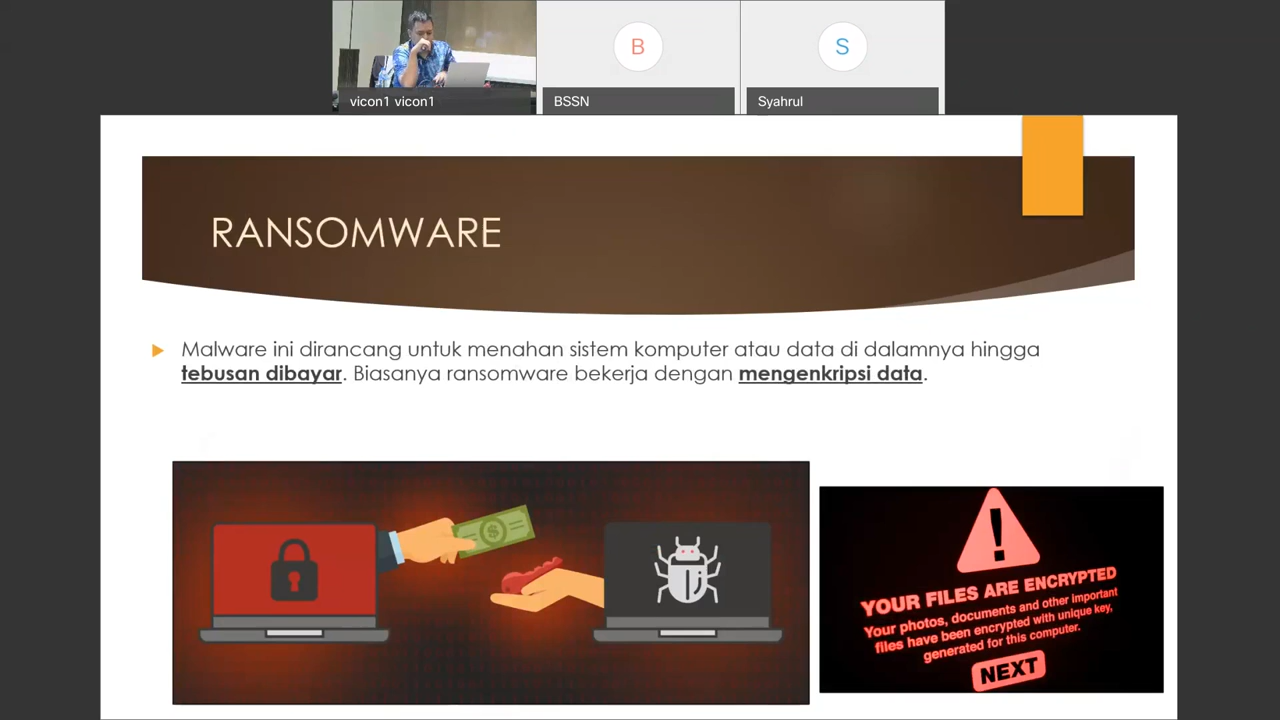 vicon1 vicon1
B
BSSN
S
Syahrul
RANSOMWARE
Malware ini dirancang untuk menahan sistem komputer atau data di dalamnya hingga
tebusan dibayar. Biasanya ransomware bekerja dengan mengenkripsi data.
YOUR FILES ARE ENCRYPTED
Your photos, documents and other important
files have been encrypted with unique key,
generated for this computer.
NEXT